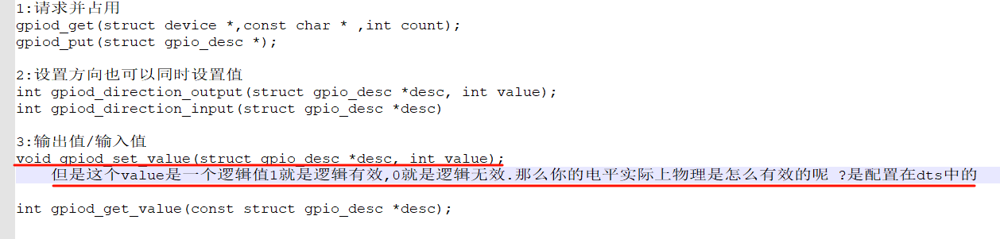 1:请求并占用
gpiod_get(struct device *,const char * ,int count);
gpiod_put(struct gpio_desc *);
2:设置方向也可以同时设置值
int gpiod_direction_output(struct gpio_desc *desc, int value);
int gpiod_direction_input(struct gpio_desc *desc)
3:输出值/输入值
void gpiod_set_value(struct gpio_desc *desc, int value);
但是这个value是一个逻辑值1就是逻辑有效,0就是逻辑无效.那么你的电平实际上物理是怎么有效的呢 ?是配置在dts中的
int gpiod_get_value(const struct gpio_desc *desc);